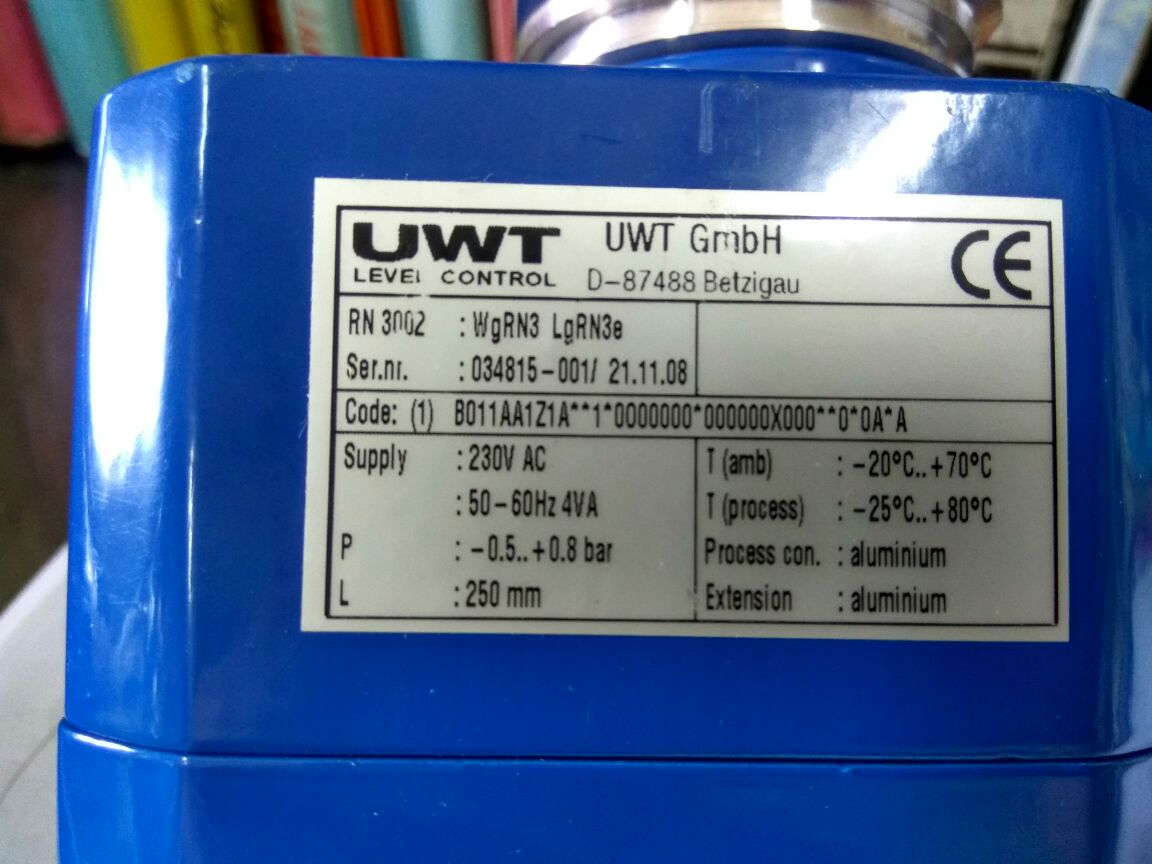 UWT UWT GmbH
LEVEL CONTROL D-87488 Betzigau
CE
RN 3002 : WgRN3 LgRN3e
Ser.nr. : 034815-001/ 21.11.08
Code: (1) B011AA1Z1A**1*0000000*000000X000**0*0A*A
Supply : 230V AC
: 50-60Hz 4VA
P : -0.5..+0.8 bar
L : 250 mm
T (amb) : -20°C..+70°C
T (process) : -25°C..+80°C
Process con. : aluminium
Extension : aluminium